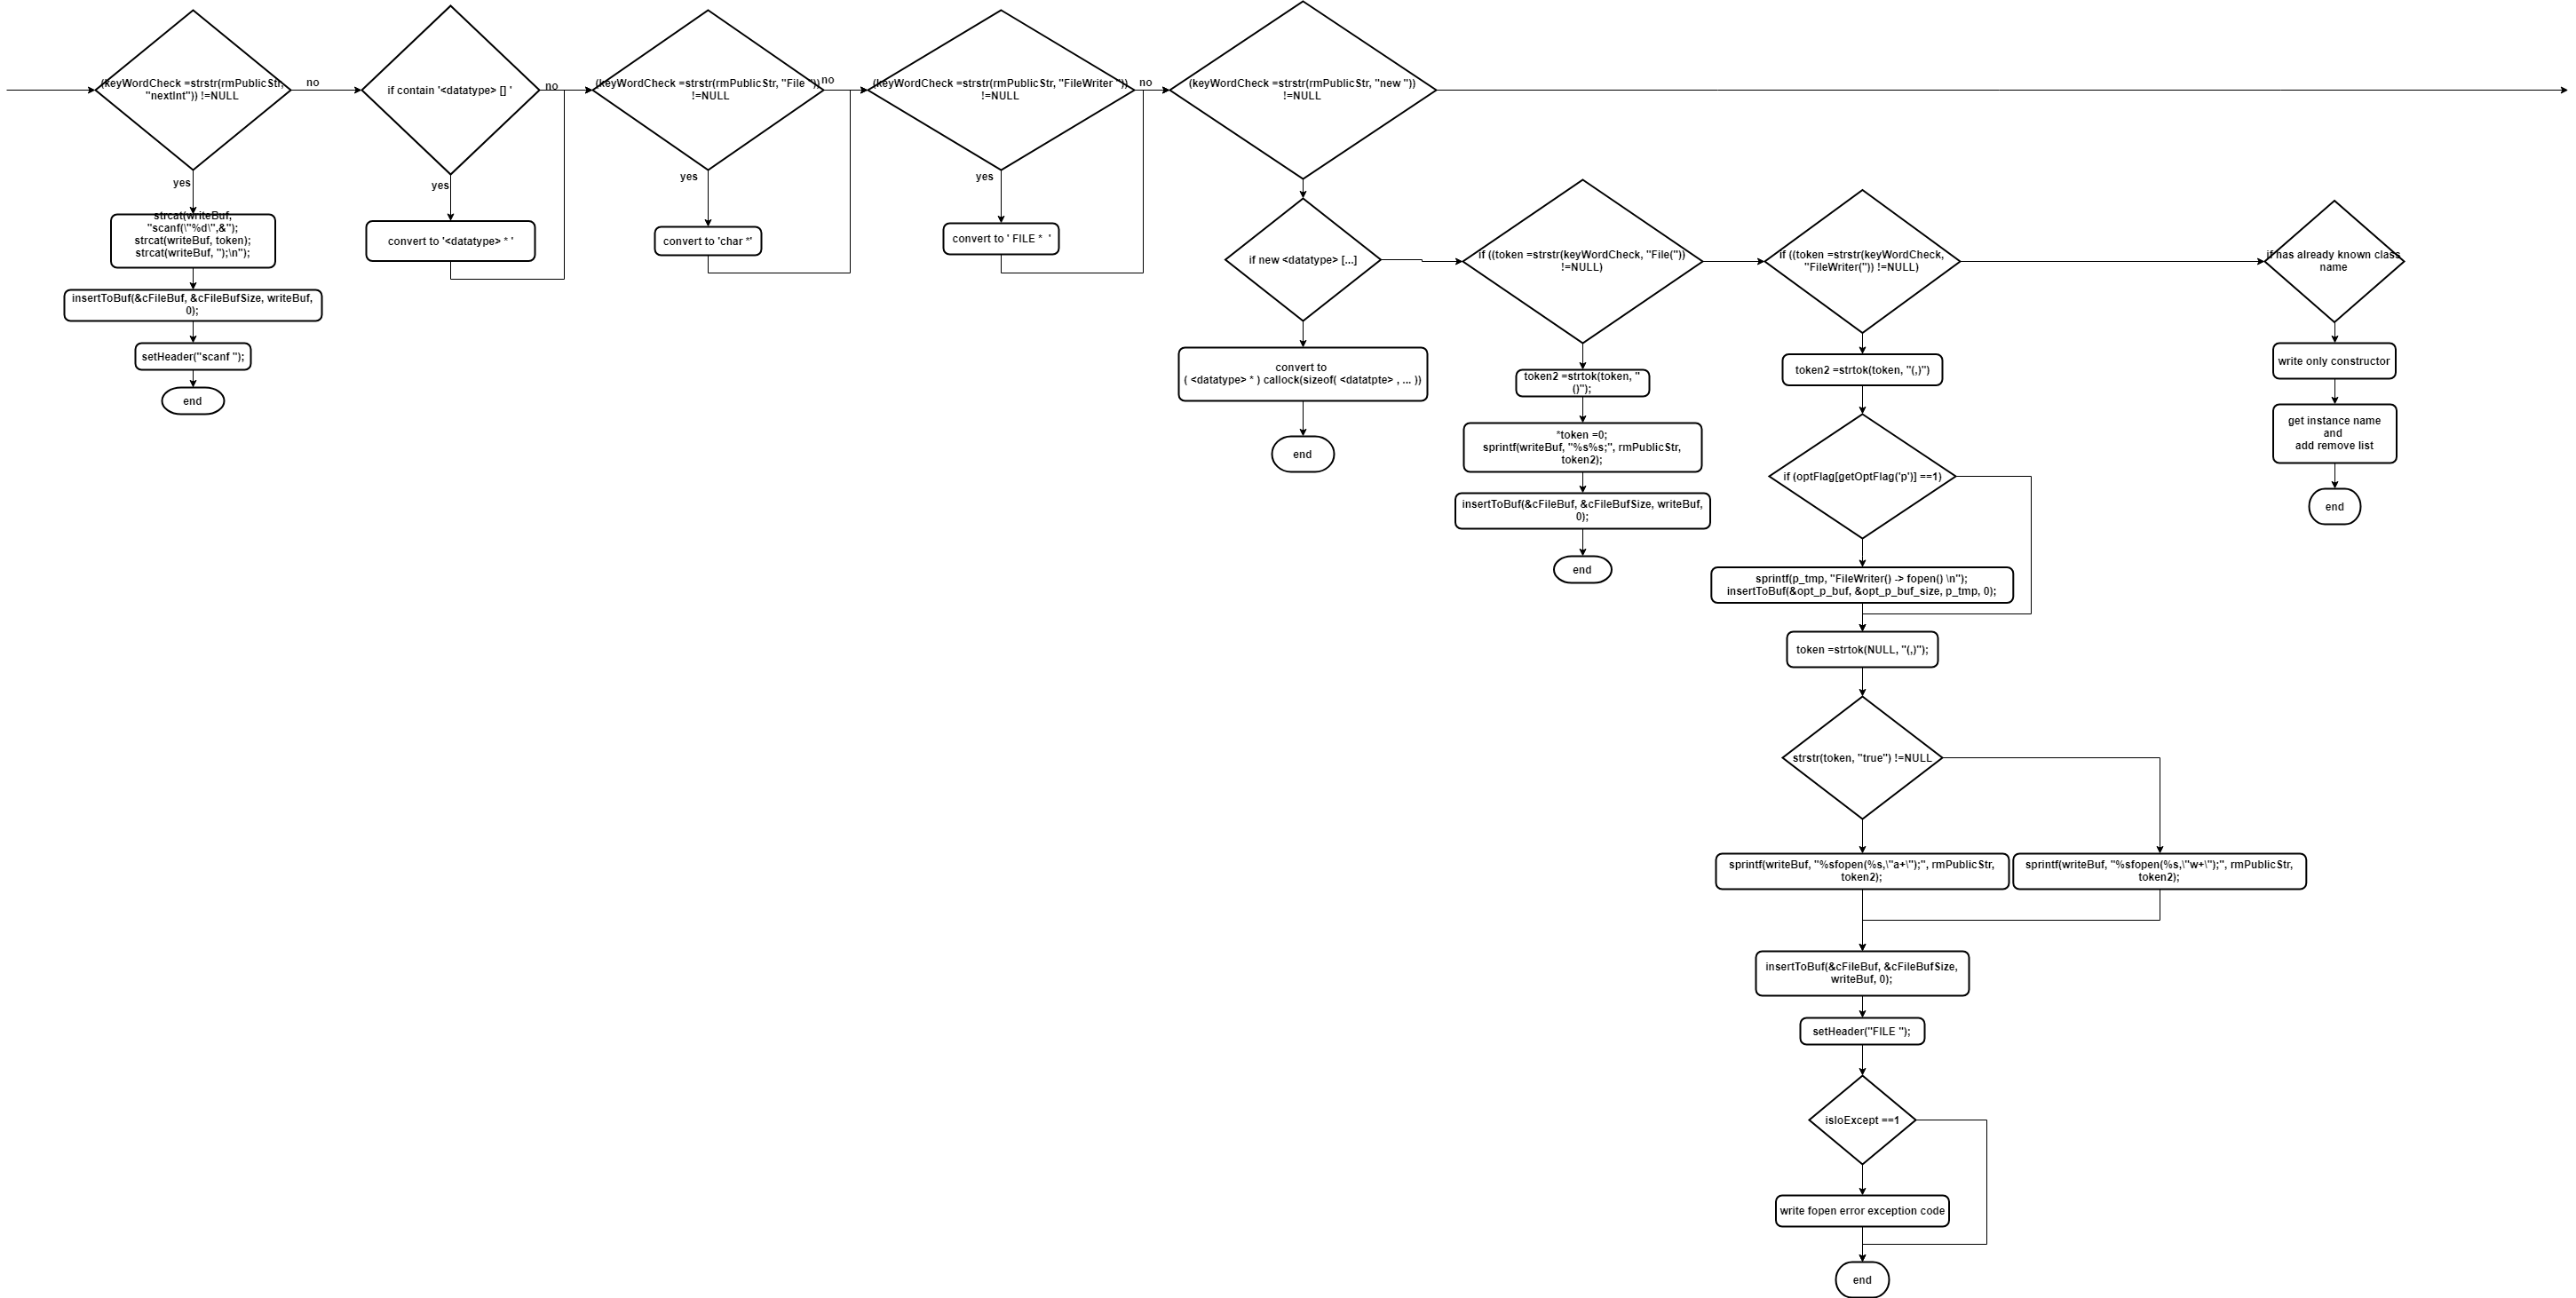 (keyWordCheck =strstr(rmPublicStr,
"nextInt")) !=NULL
no
yes
strcat(writeBuf,
"scanf(\"%d\",&");
strcat(writeBuf, token);
strcat(writeBuf, ");\n");
insertToBuf(&cFileBuf, &cFileBufSize, writeBuf,
0);
setHeader("scanf ");
end
if contain '<datatype> [] '
no
yes
convert to '<datatype> * '
(keyWordCheck =strstr(rmPublicStr, "File "))
!=NULL
no
yes
convert to 'char *'
(keyWordCheck =strstr(rmPublicStr, "FileWriter "))
!=NULL
no
yes
convert to ' FILE *  '
(keyWordCheck =strstr(rmPublicStr, "new "))
!=NULL
if new <datatype> [...]
convert to
( <datatype> * ) callock(sizeof( <datatpte> , ... ))
end
if ((token =strstr(keyWordCheck, "File("))
!=NULL)
token2 =strtok(token, "
()");
*token =0;
sprintf(writeBuf, "%s%s;", rmPublicStr,
token2);
insertToBuf(&cFileBuf, &cFileBufSize, writeBuf,
0);
end
if ((token =strstr(keyWordCheck,
"FileWriter(")) !=NULL)
token2 =strtok(token, "(,)")
if (optFlag[getOptFlag('p')] ==1)
sprintf(p_tmp, "FileWriter() -> fopen() \n");
insertToBuf(&opt_p_buf, &opt_p_buf_size, p_tmp, 0);
token =strtok(NULL, "(,)");
strstr(token, "true") !=NULL
sprintf(writeBuf, "%sfopen(%s,\"a+\");", rmPublicStr,
token2);
sprintf(writeBuf, "%sfopen(%s,\"w+\");", rmPublicStr,
token2);
insertToBuf(&cFileBuf, &cFileBufSize,
writeBuf, 0);
setHeader("FILE ");
isIoExcept ==1
write fopen error exception code
end
if has already known class
name
write only constructor
get instance name
and
add remove list
end